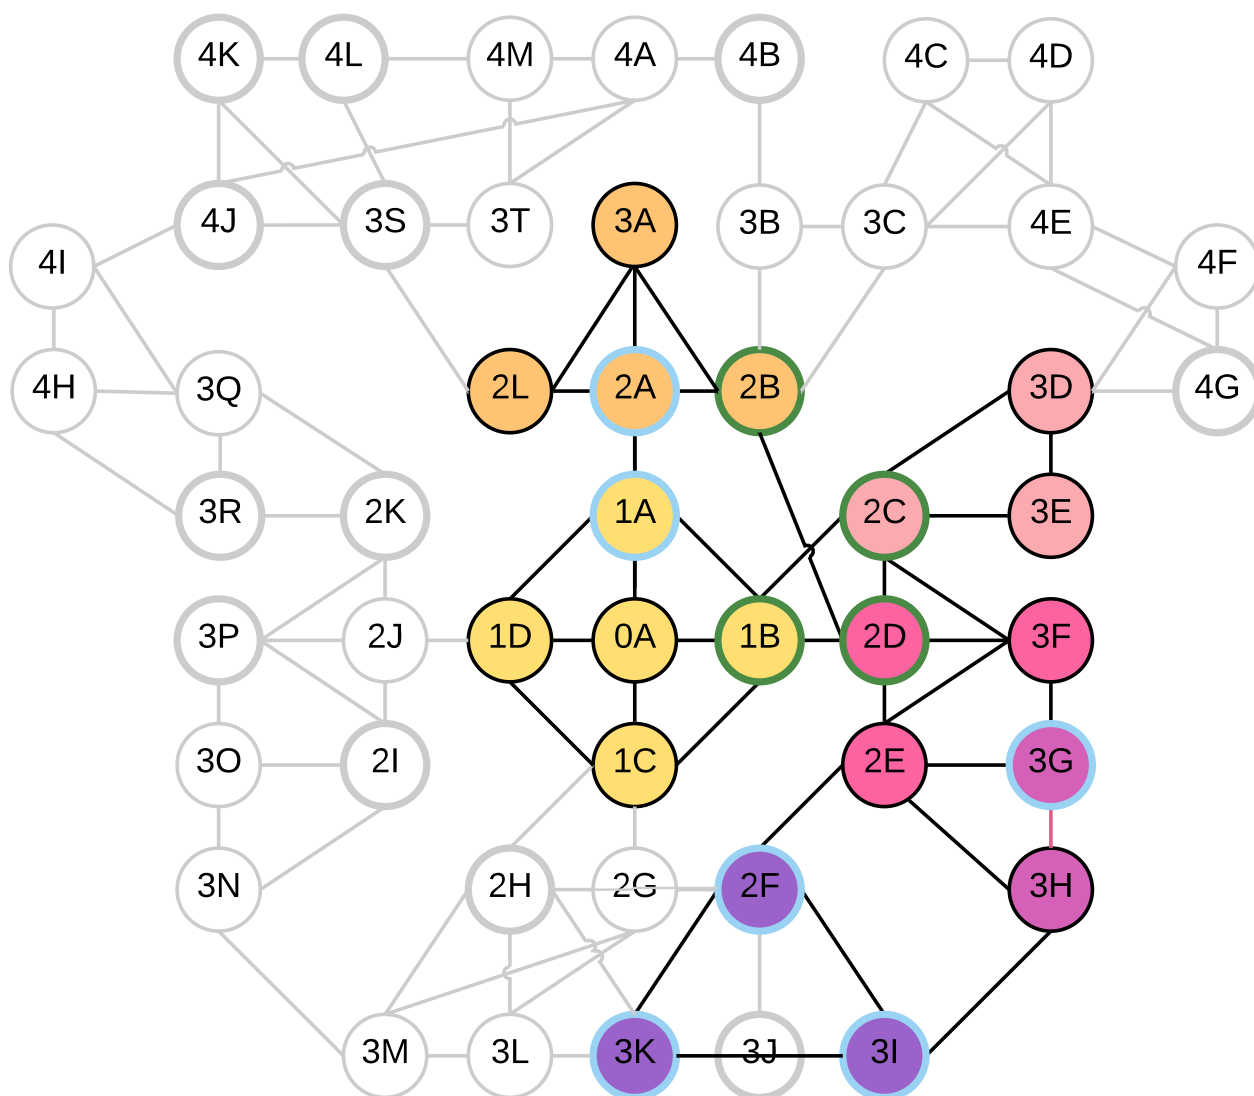 4K 4L 4M 4A 4B 4C 4D
4J 3S 3T 3A 3B 3C 4E
4I 4F
4H 3Q 2L 2A 2B 3D 4G
3R 2K 1A 2C 3E
3P 2J 1D 0A 1B 2D 3F
3O 2I 1C 2E 3G
3N 2H 2G 2F 3H
3M 3L 3K 3J 3I